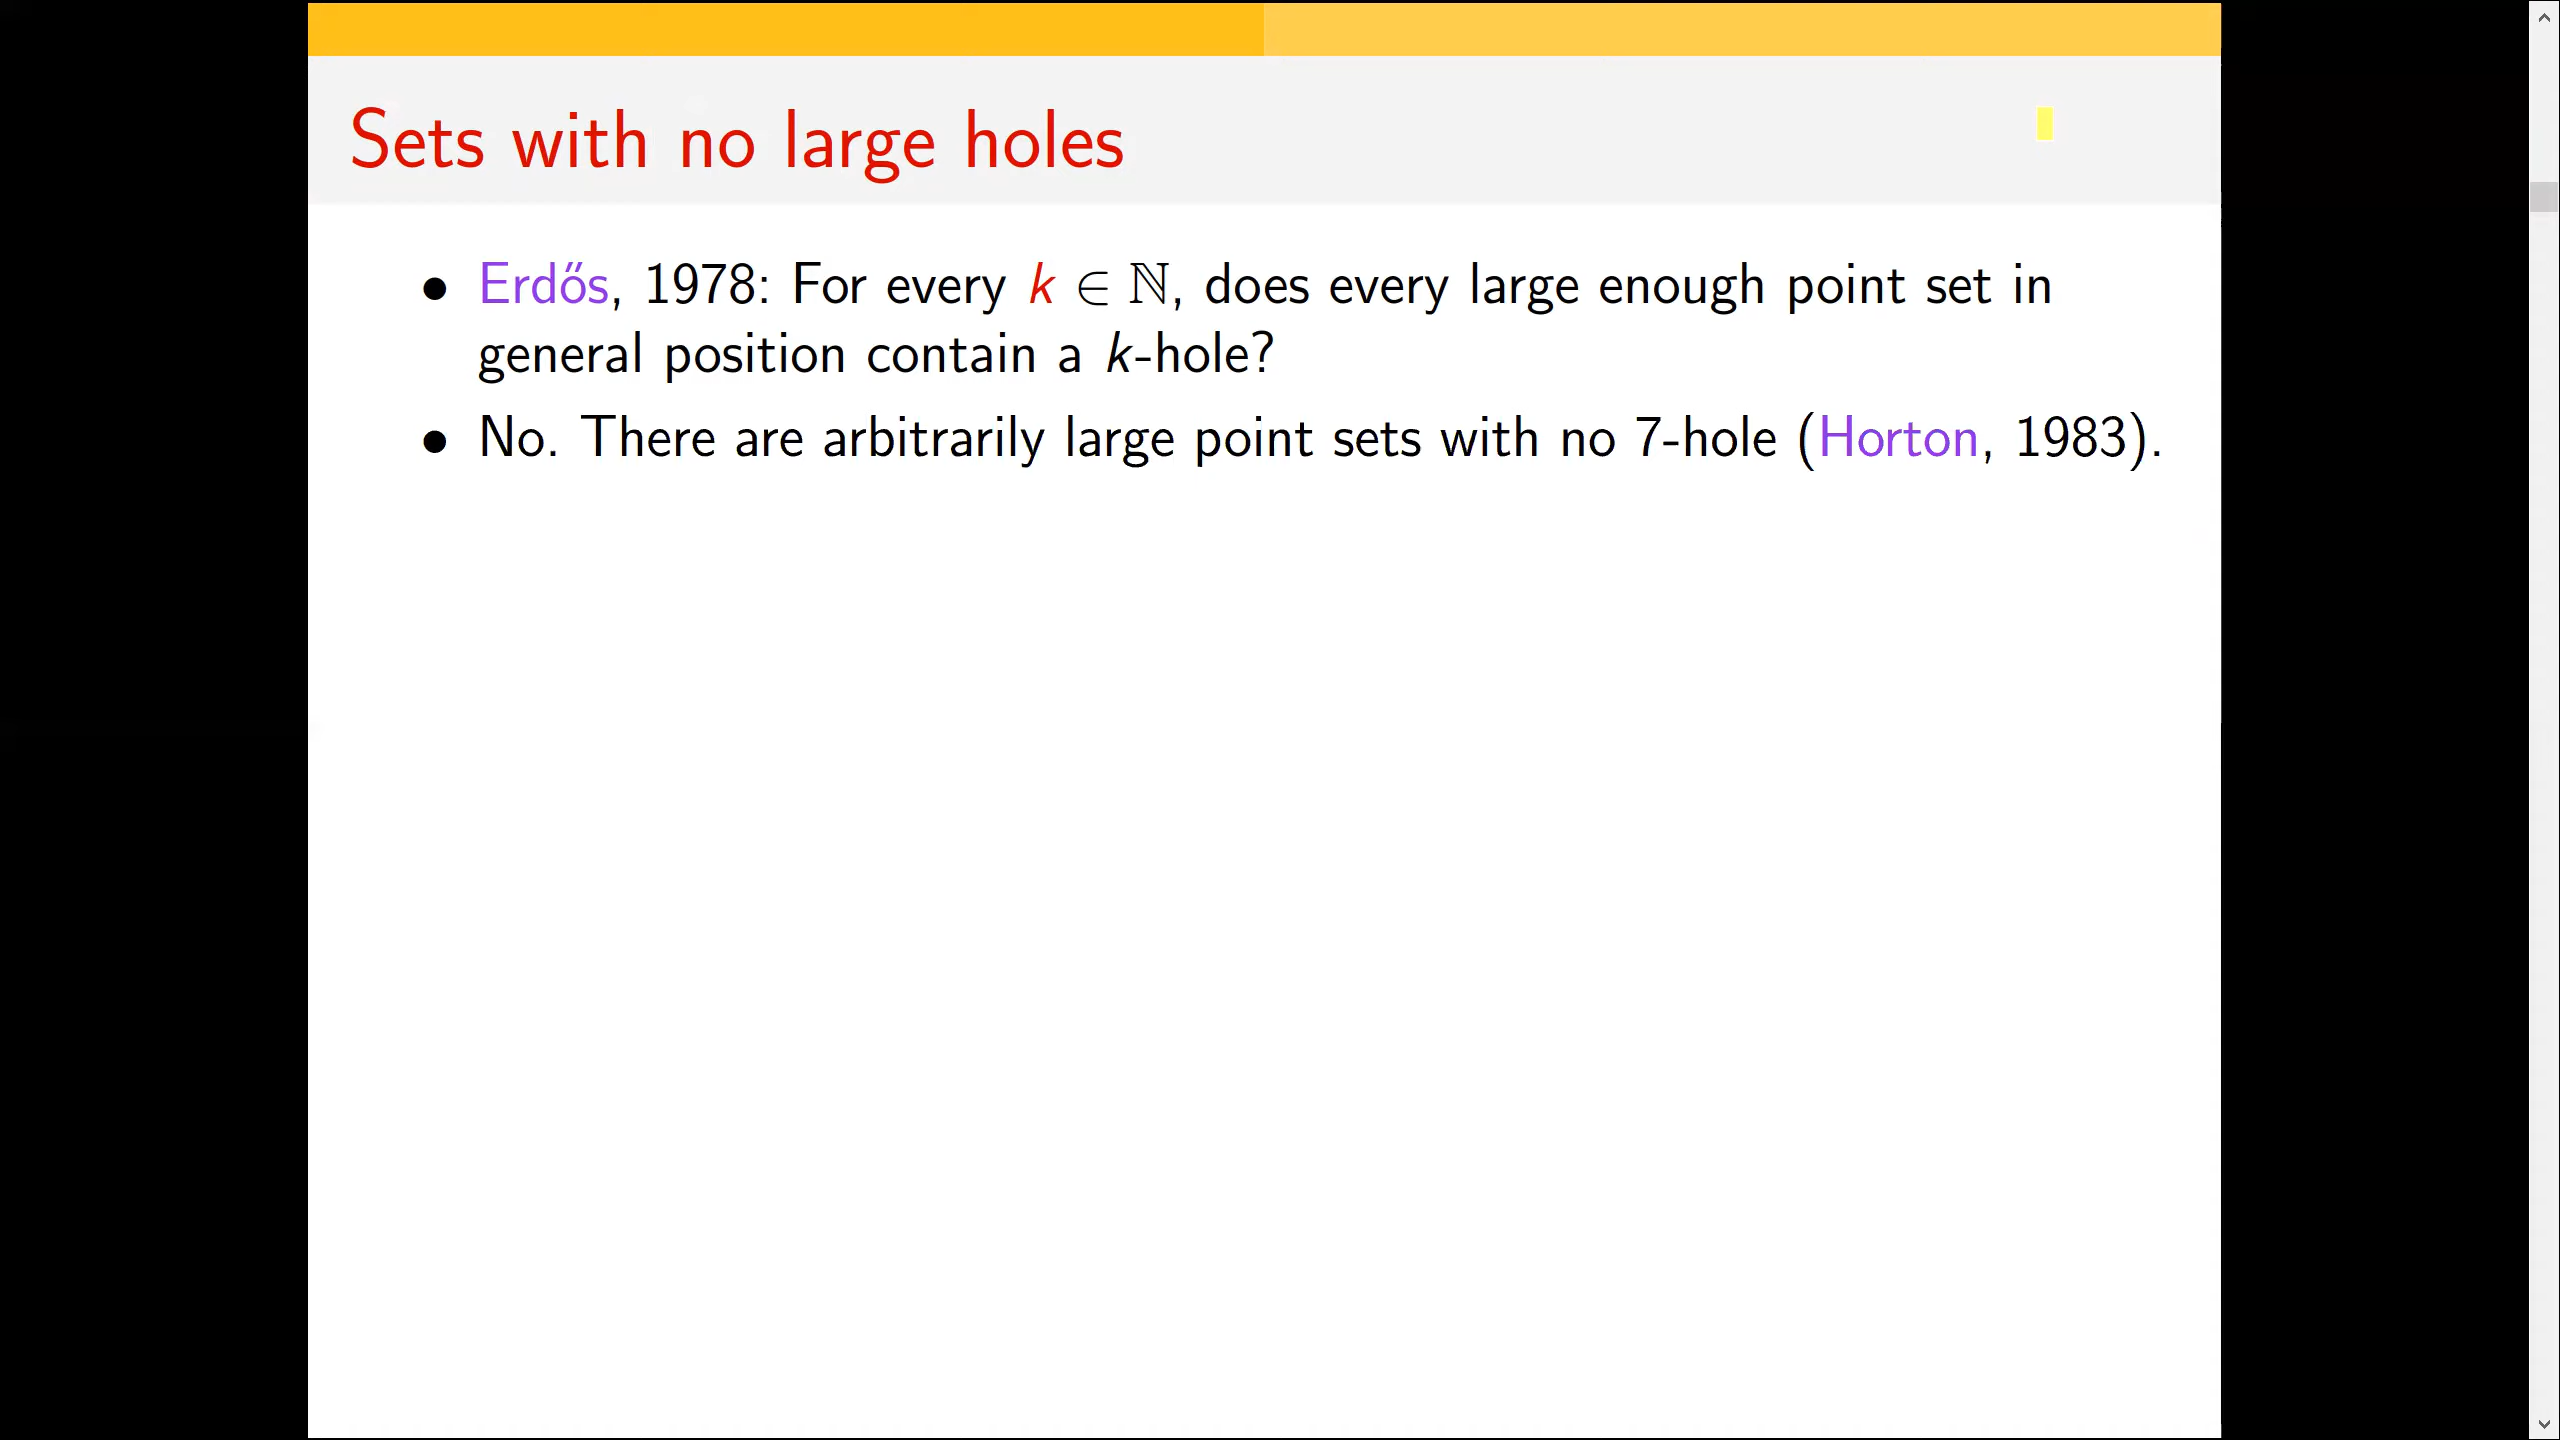 Sets with no large holes
• Erdős, 1978: For every k ∈ ℕ, does every large enough point set in
general position contain a k-hole?
• No. There are arbitrarily large point sets with no 7-hole (Horton, 1983).